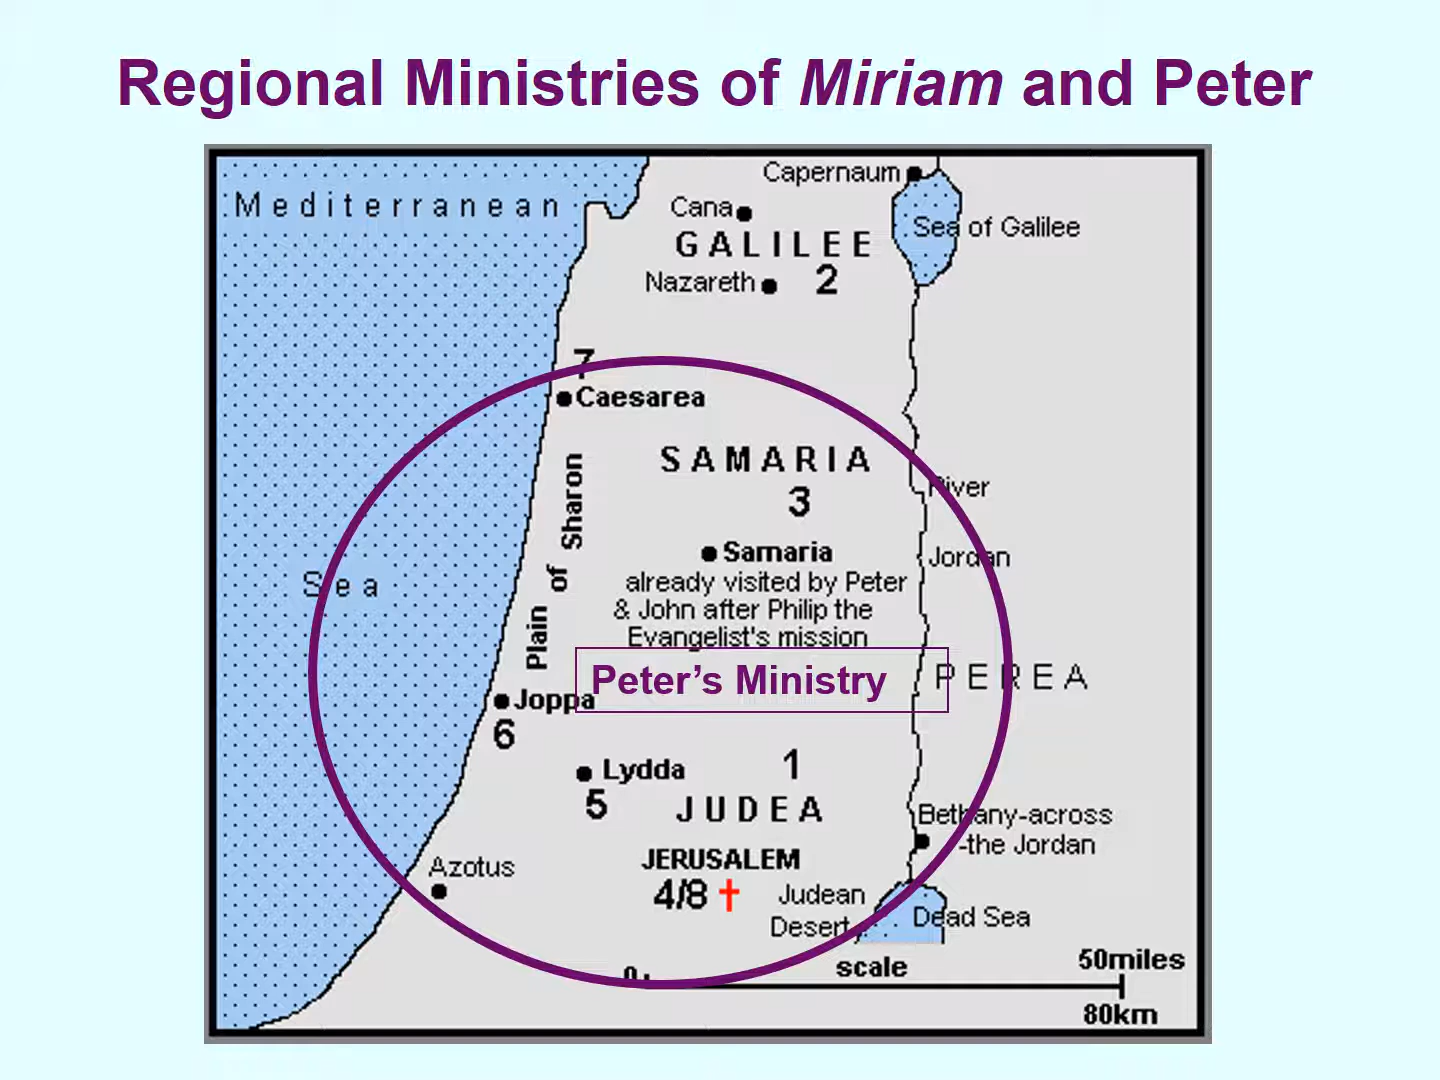 Regional Ministries of Miriam and Peter
Capernaum
Mediterranean
Cana
Sea of Galilee
GALILEE
Nazareth
2
7
Caesarea
SAMARIA
3
River
Plain of Sharon
Samaria
Jordan
already visited by Peter
& John after Philip the
Evangelist's mission
Sea
Peter’s Ministry
PEREA
Joppa
6
1
Lydda
5
JUDEA
Bethany-across
-the Jordan
JERUSALEM
4/8 †
Azotus
Judean
Desert
Dead Sea
scale
50miles
0
80km